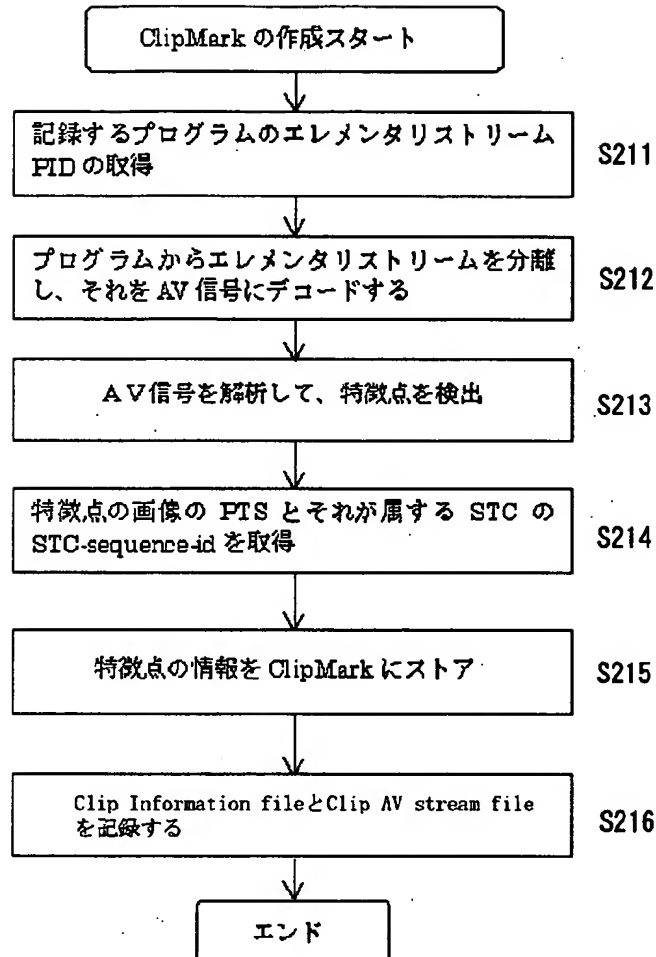 ClipMark の作成スタート
記録するプログラムのエレメンタリストリーム
PID の取得
S211
プログラムからエレメンタリストリームを分離
し、それを AV 信号にデコードする
S212
ＡＶ信号を解析して、特徴点を検出
S213
特徴点の画像の PTS とそれが属する STC の
STC-sequence-id を取得
S214
特徴点の情報を ClipMark にストア
S215
Clip Information fileとClip AV stream file
を記録する
S216
エンド